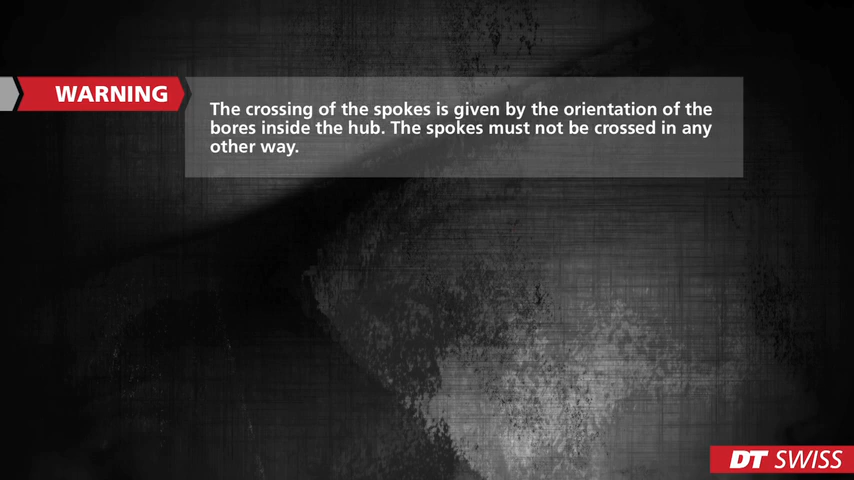 WARNING
The crossing of the spokes is given by the orientation of the
bores inside the hub. The spokes must not be crossed in any
other way.
DT SWISS